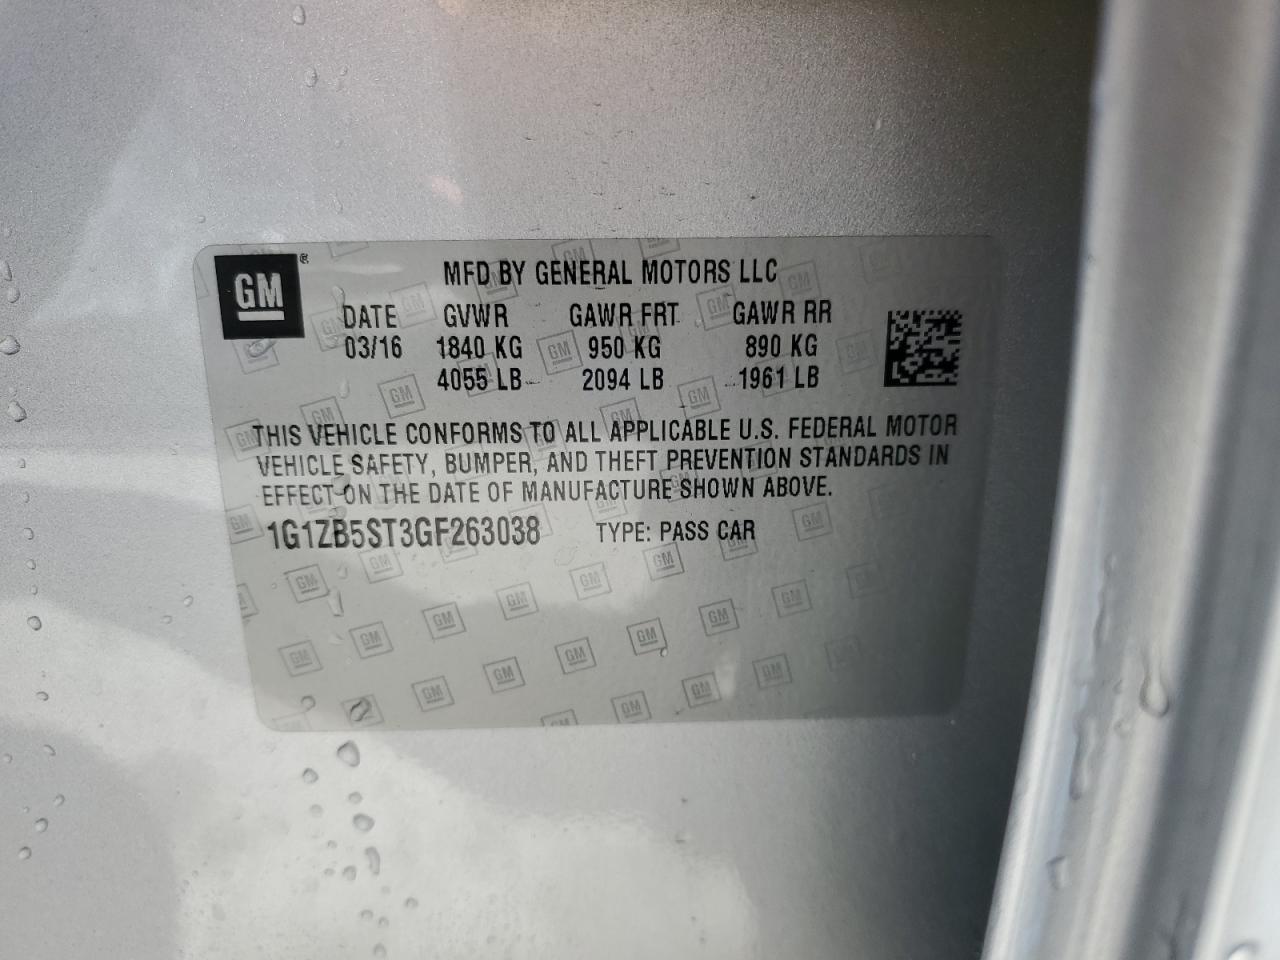 GM ®
MFD BY GENERAL MOTORS LLC
DATE GVWR GAWR FRT GAWR RR
03/16 1840 KG 950 KG 890 KG
4055 LB 2094 LB 1961 LB
THIS VEHICLE CONFORMS TO ALL APPLICABLE U.S. FEDERAL MOTOR
VEHICLE SAFETY, BUMPER, AND THEFT PREVENTION STANDARDS IN
EFFECT ON THE DATE OF MANUFACTURE SHOWN ABOVE.
1G1ZB5ST3GF263038 TYPE: PASS CAR